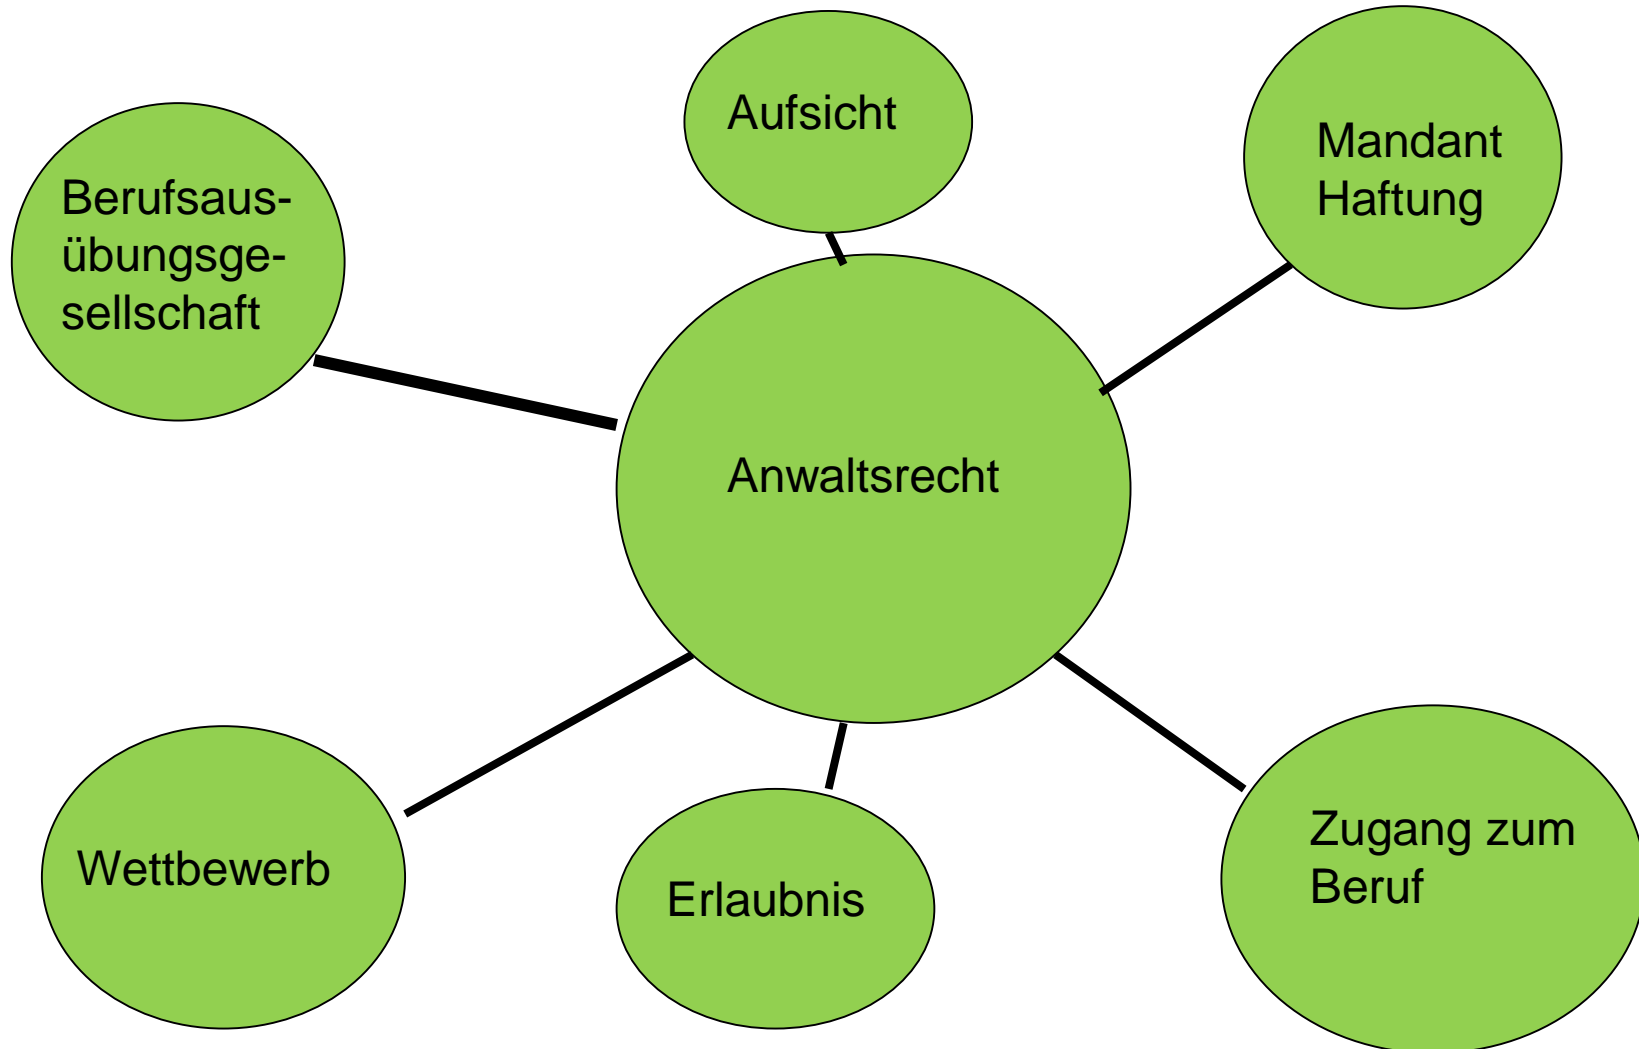 Aufsicht
Mandant
Haftung
Berufsaus-
übungsge-
sellschaft
Anwaltsrecht
Wettbewerb
Erlaubnis
Zugang zum
Beruf